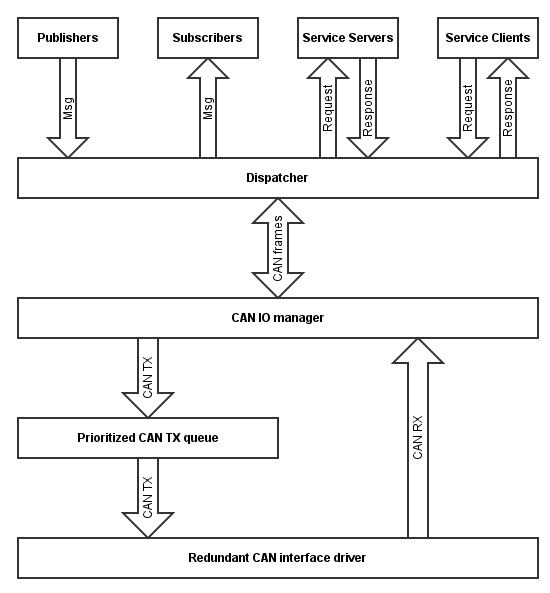 Publishers
Subscribers
Service Servers
Service Clients
Msg
Msg
Request
Response
Request
Response
Dispatcher
CAN frames
CAN IO manager
CAN TX
CAN RX
Prioritized CAN TX queue
CAN TX
Redundant CAN interface driver